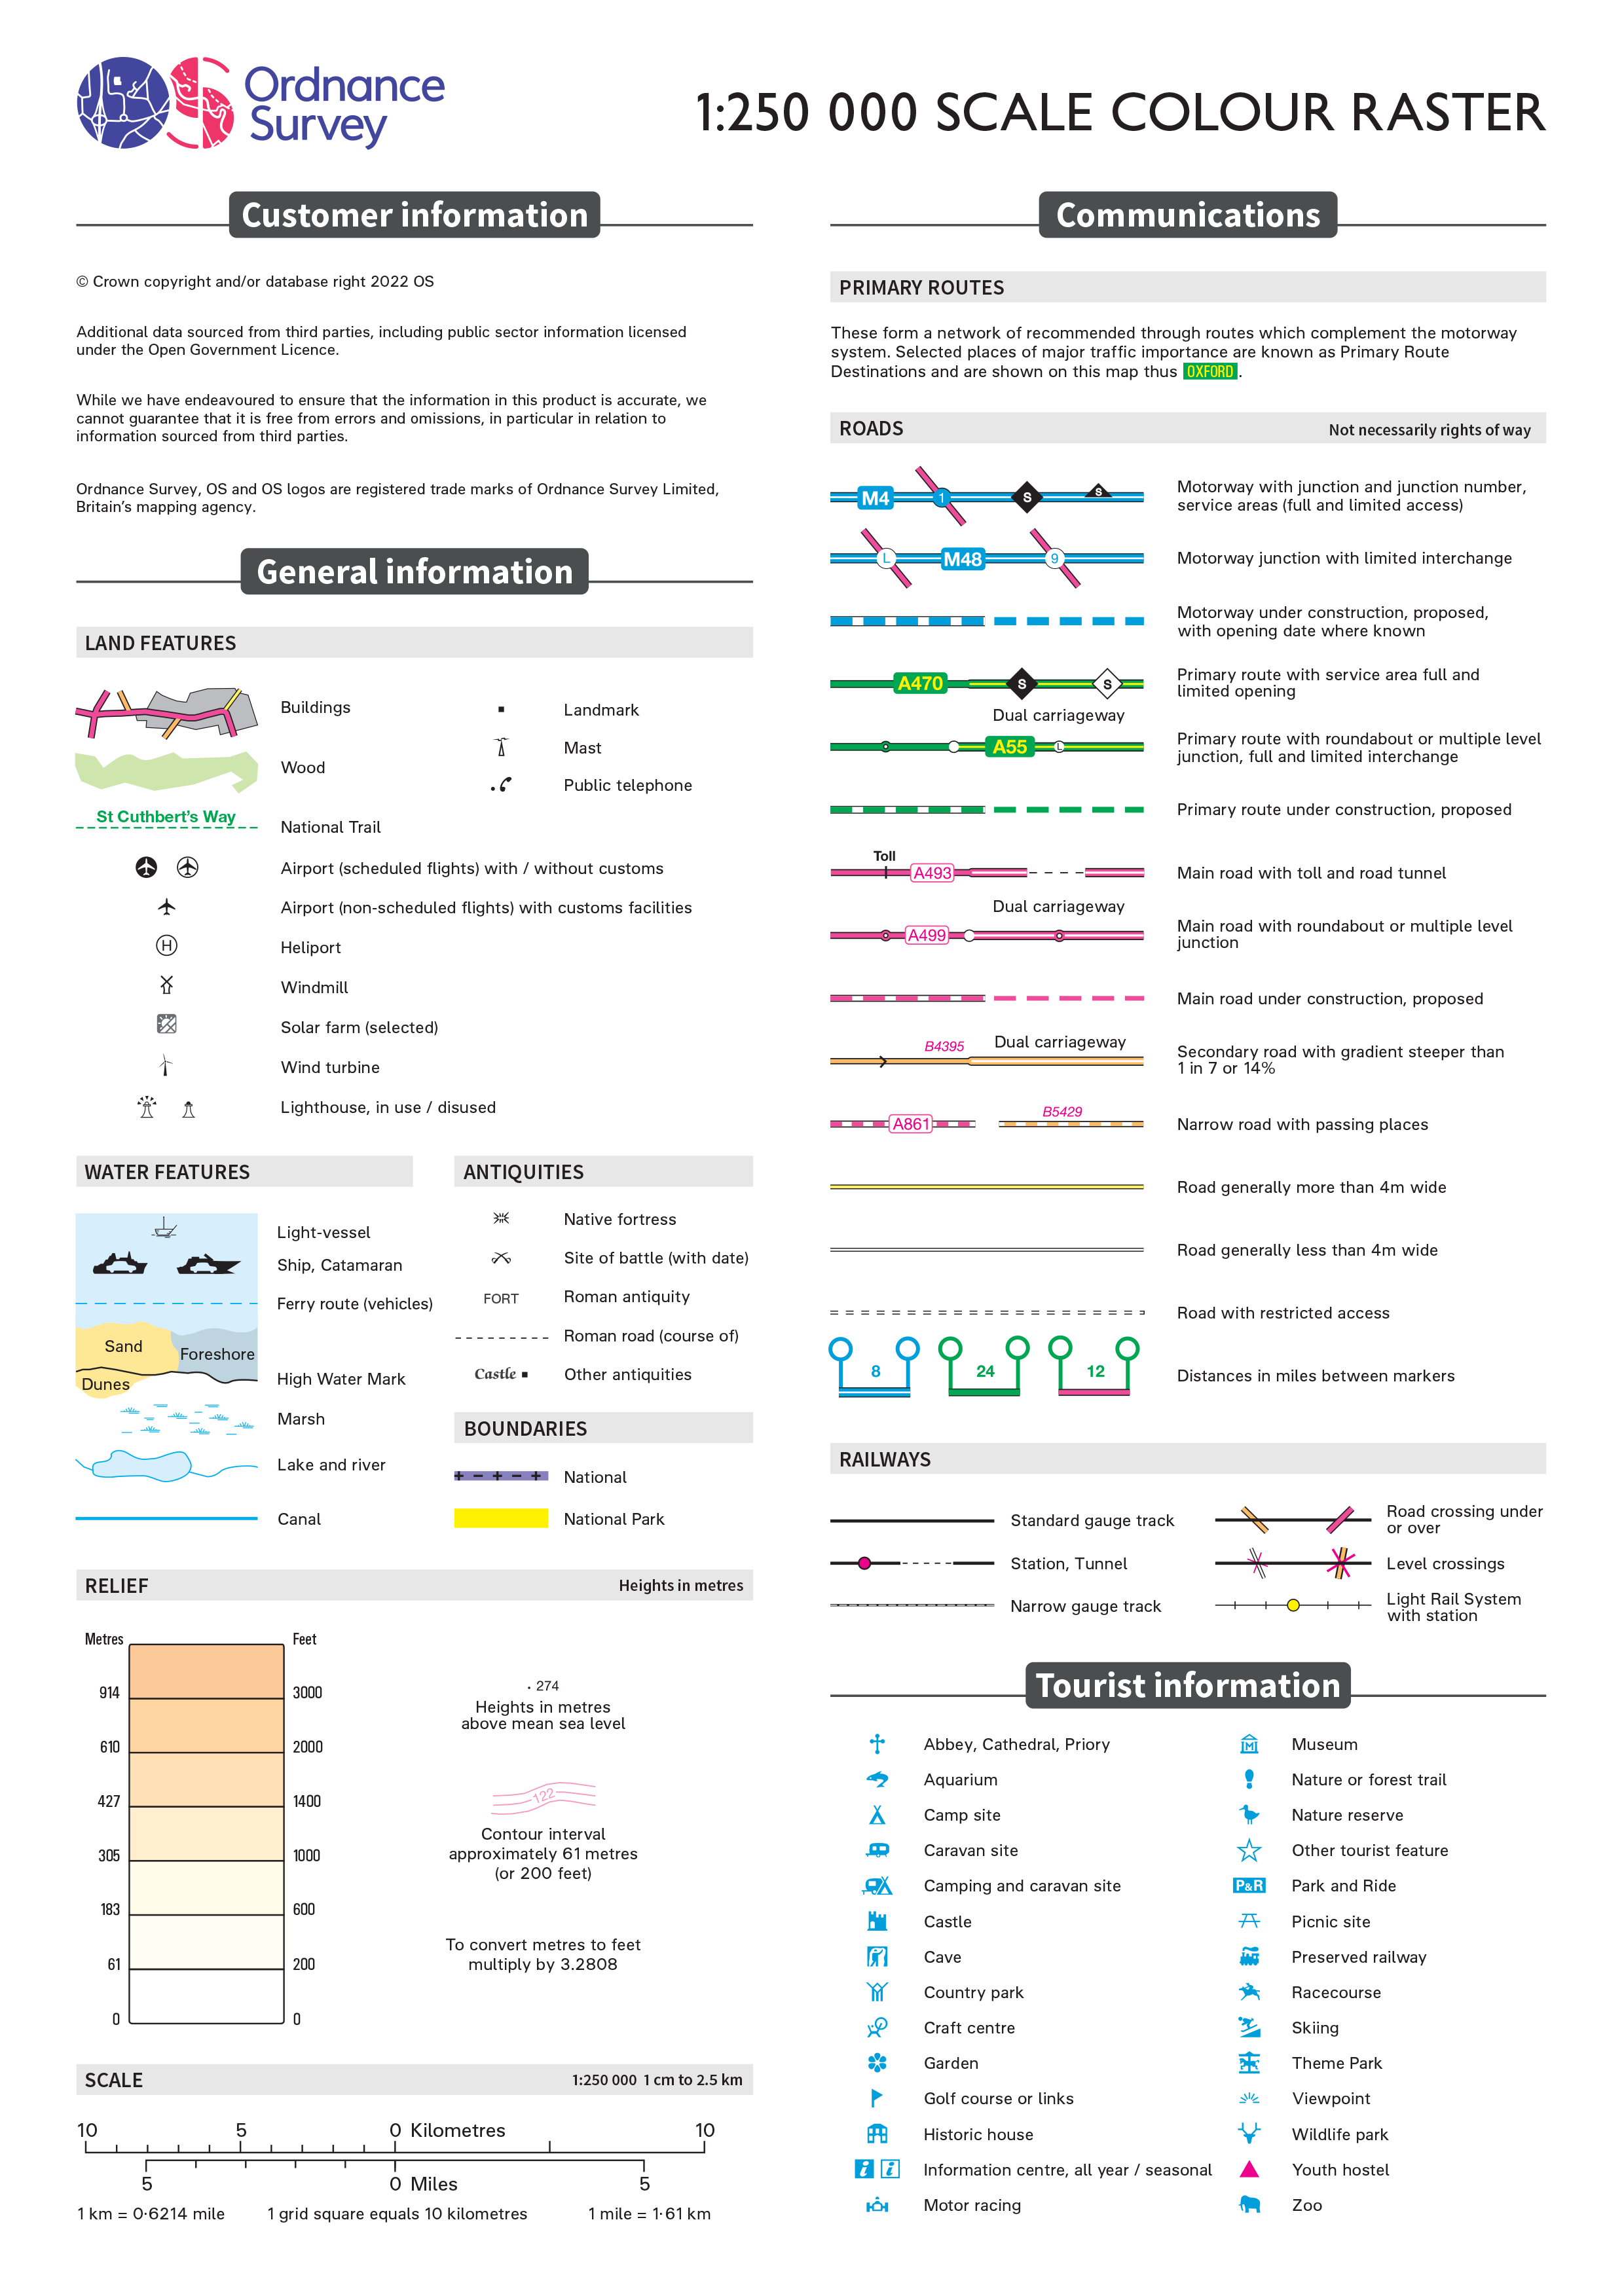 Ordnance
Survey
1:250 000 SCALE COLOUR RASTER
Customer information
© Crown copyright and/or database right 2022 OS
Additional data sourced from third parties, including public sector information licensed
under the Open Government Licence.
While we have endeavoured to ensure that the information in this product is accurate, we
cannot guarantee that it is free from errors and omissions, in particular in relation to
information sourced from third parties.
Ordnance Survey, OS and OS logos are registered trade marks of Ordnance Survey Limited,
Britain's mapping agency.
General information
LAND FEATURES
Buildings
Landmark
Mast
Wood
Public telephone
St Cuthbert's Way
National Trail
Airport (scheduled flights) with / without customs
Airport (non-scheduled flights) with customs facilities
H
Heliport
Windmill
Solar farm (selected)
Wind turbine
Lighthouse, in use / disused
WATER FEATURES
Light-vessel
Ship, Catamaran
Ferry route (vehicles)
Sand
Foreshore
Dunes
High Water Mark
Marsh
Lake and river
Canal
ANTIQUITIES
Native fortress
Site of battle (with date)
FORT
Roman antiquity
Roman road (course of)
Castle
Other antiquities
BOUNDARIES
National
National Park
RELIEF
Heights in metres
Metres
Feet
914
3000
610
2000
427
1400
305
1000
183
600
61
200
0
0
· 274
Heights in metres
above mean sea level
122
Contour interval
approximately 61 metres
(or 200 feet)
To convert metres to feet
multiply by 3.2808
SCALE
1:250 000 1 cm to 2.5 km
10
5
0 Kilometres
10
5
0 Miles
5
1 km = 0·6214 mile
1 grid square equals 10 kilometres
1 mile = 1·61 km
Communications
PRIMARY ROUTES
These form a network of recommended through routes which complement the motorway
system. Selected places of major traffic importance are known as Primary Route
Destinations and are shown on this map thus OXFORD.
ROADS
Not necessarily rights of way
M4 1 S S
Motorway with junction and junction number,
service areas (full and limited access)
L M48 9
Motorway junction with limited interchange
Motorway under construction, proposed,
with opening date where known
A470 S S
Primary route with service area full and
limited opening
Dual carriageway
A55 L
Primary route with roundabout or multiple level
junction, full and limited interchange
Primary route under construction, proposed
Toll
A493
Main road with toll and road tunnel
Dual carriageway
A499
Main road with roundabout or multiple level
junction
Main road under construction, proposed
B4395
Dual carriageway
Secondary road with gradient steeper than
1 in 7 or 14%
A861
B5429
Narrow road with passing places
Road generally more than 4m wide
Road generally less than 4m wide
Road with restricted access
8
24
12
Distances in miles between markers
RAILWAYS
Standard gauge track
Road crossing under
or over
Station, Tunnel
Level crossings
Narrow gauge track
Light Rail System
with station
Tourist information
Abbey, Cathedral, Priory
Aquarium
Camp site
Caravan site
Camping and caravan site
Castle
Cave
Country park
Craft centre
Garden
Golf course or links
Historic house
i i
Information centre, all year / seasonal
Motor racing
M
Museum
Nature or forest trail
Nature reserve
Other tourist feature
P&R
Park and Ride
Picnic site
Preserved railway
Racecourse
Skiing
Theme Park
Viewpoint
Wildlife park
Youth hostel
Zoo